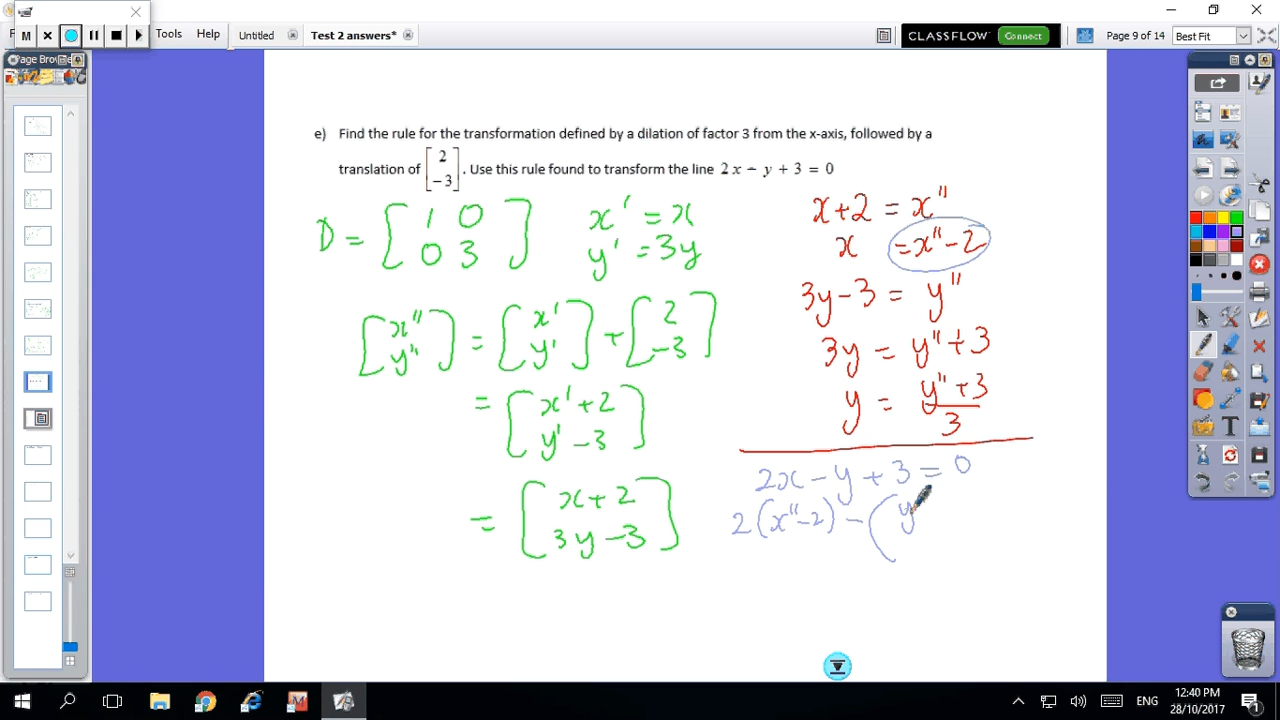 M
Tools Help Untitled Test 2 answers* CLASSFLOW Connect Page 9 of 14 Best Fit
Page Brow
e) Find the rule for the transformation defined by a dilation of factor 3 from the x-axis, followed by a
translation of [2 -3]. Use this rule found to transform the line 2x − y + 3 = 0
D = [1 0 0 3] x' = x
y' = 3y
[x'' y''] = [x' y'] + [2 -3]
= [x'+2 y'-3]
= [x+2 3y-3]
x+2 = x''
x = x''-2
3y-3 = y''
3y = y''+3
y = y''+3 / 3
2x - y + 3 = 0
2(x''-2) - (y
T
ENG
12:40 PM
28/10/2017